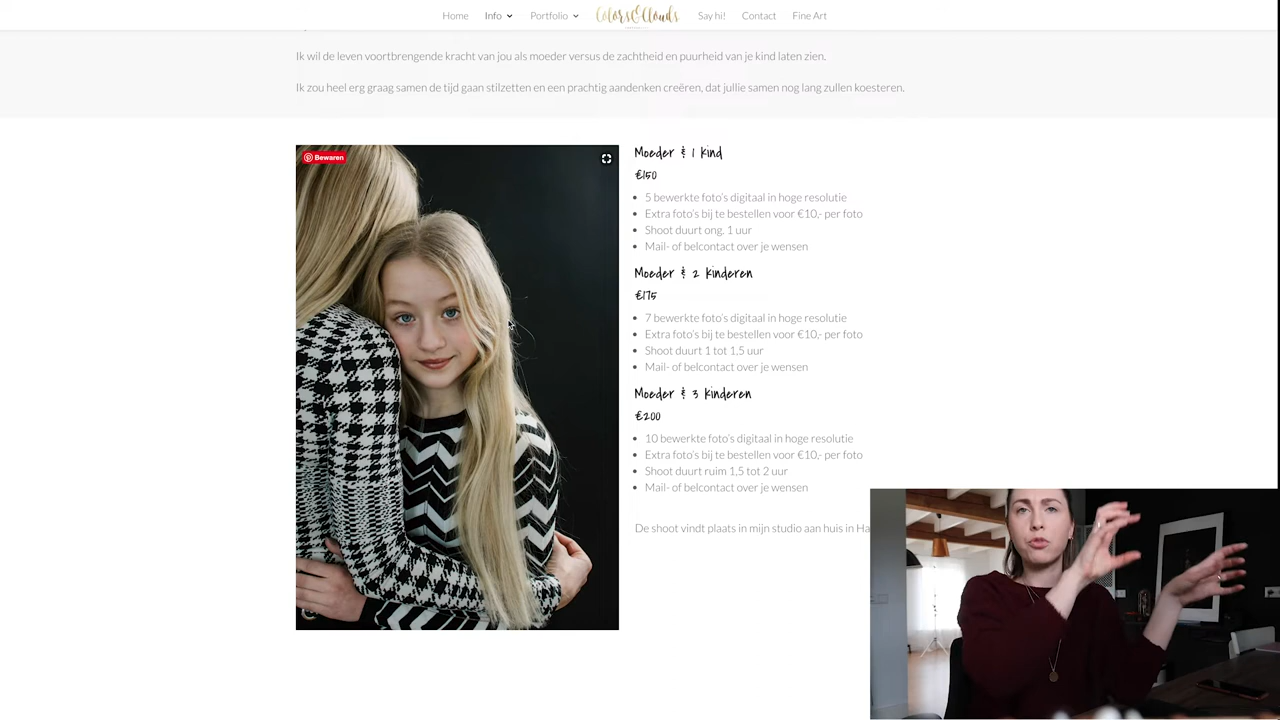 Home Info Portfolio Colors&Clouds Say hi! Contact Fine Art
Ik wil de leven voortbrengende kracht van jou als moeder versus de zachtheid en puurheid van je kind laten zien.
Ik zou heel erg graag samen de tijd gaan stilzetten en een prachtig aandenken creëren, dat jullie samen nog lang zullen koesteren.
Bewaren
Moeder & 1 kind
€150
5 bewerkte foto's digitaal in hoge resolutie
Extra foto's bij te bestellen voor €10,- per foto
Shoot duurt ong. 1 uur
Mail- of belcontact over je wensen
Moeder & 2 kinderen
€175
7 bewerkte foto's digitaal in hoge resolutie
Extra foto's bij te bestellen voor €10,- per foto
Shoot duurt 1 tot 1,5 uur
Mail- of belcontact over je wensen
Moeder & 3 kinderen
€200
10 bewerkte foto's digitaal in hoge resolutie
Extra foto's bij te bestellen voor €10,- per foto
Shoot duurt ruim 1,5 tot 2 uur
Mail- of belcontact over je wensen
De shoot vindt plaats in mijn studio aan huis in